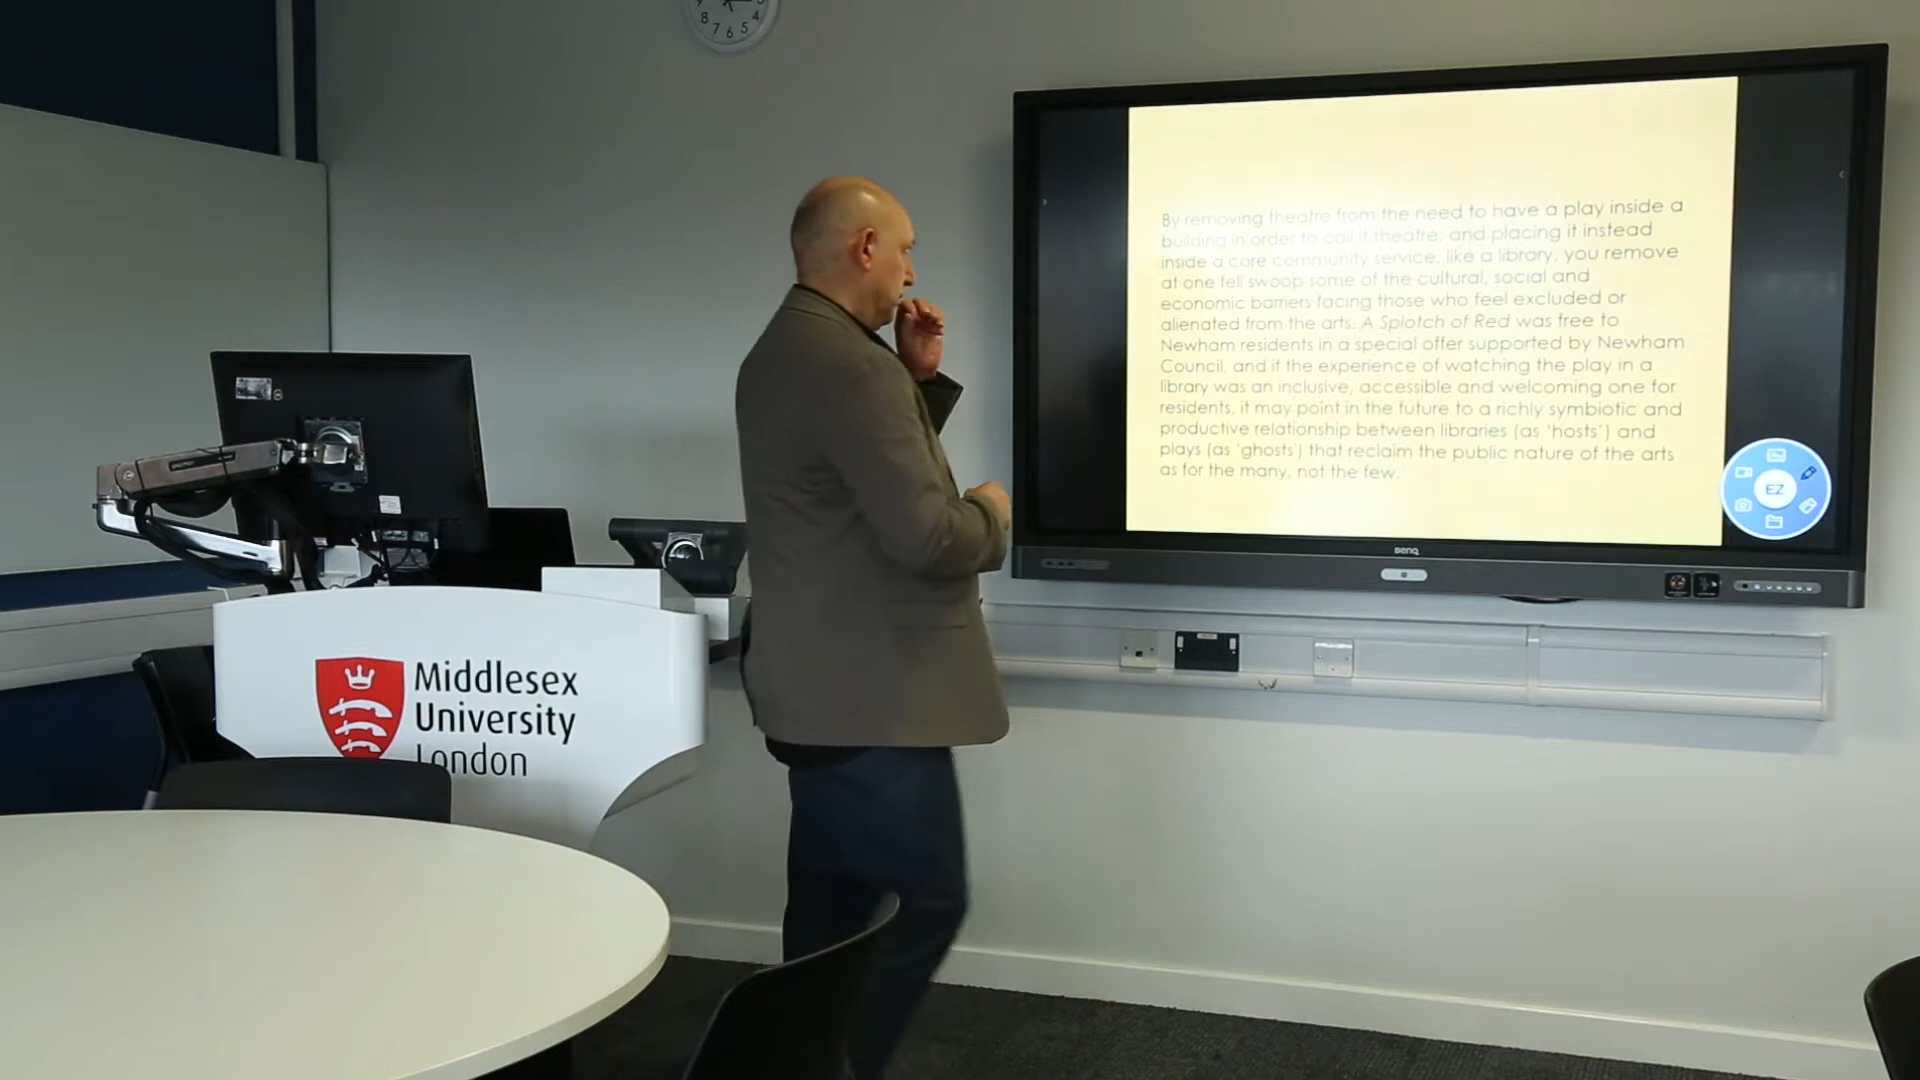 8 7 6 5 4 3
By removing theatre from the need to have a play inside a
building in order to call it theatre, and placing it instead
inside a core community service, like a library, you remove
at one fell swoop some of the cultural, social and
economic barriers facing those who feel excluded or
alienated from the arts. A Splotch of Red was free to
Newham residents in a special offer supported by Newham
Council, and if the experience of watching the play in a
library was an inclusive, accessible and welcoming one for
residents, it may point in the future to a richly symbiotic and
productive relationship between libraries (as ‘hosts’) and
plays (as ‘ghosts’) that reclaim the public nature of the arts
as for the many, not the few.
EZ
BenQ
Middlesex
University
London